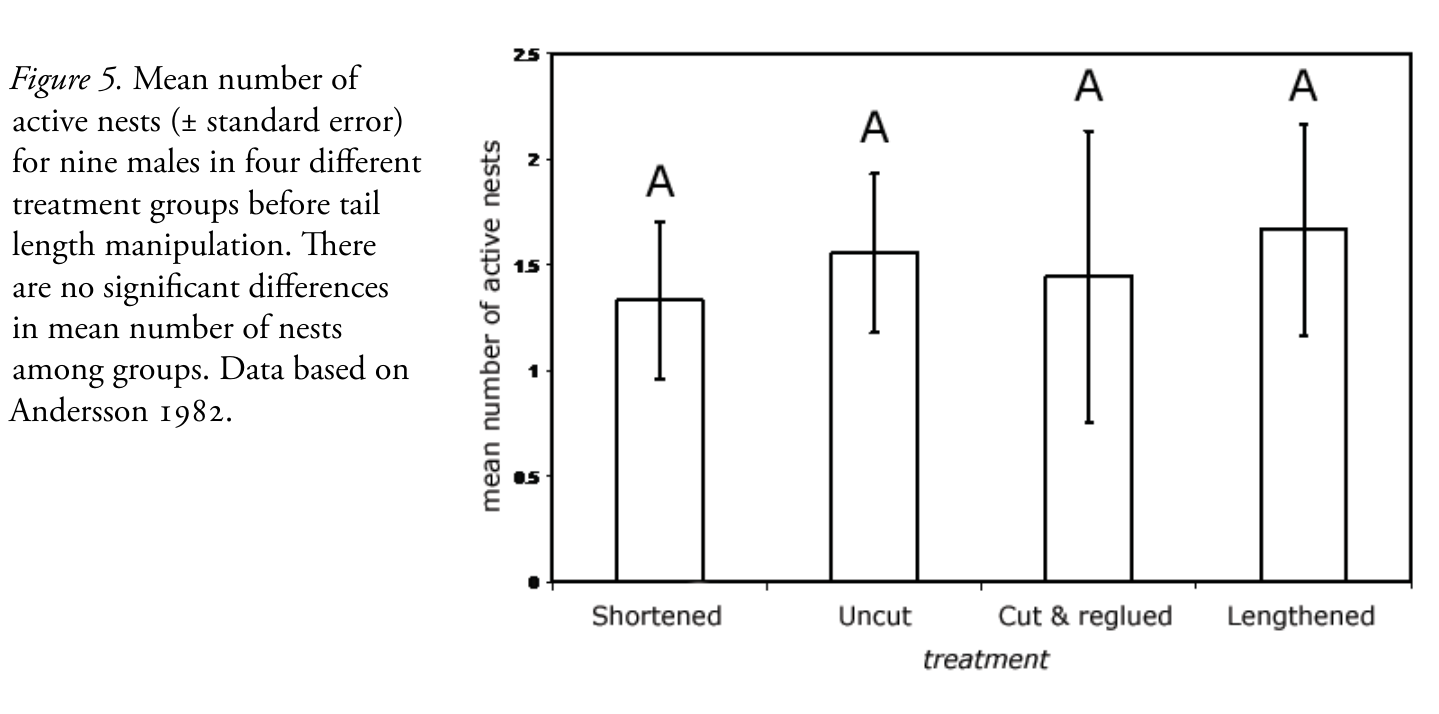 Figure 5. Mean number of
active nests (± standard error)
for nine males in four different
treatment groups before tail
length manipulation. There
are no significant differences
in mean number of nests
among groups. Data based on
Andersson 1982.
mean number of active nests
2.5
2
1.5
1
0.5
0
A
A
A
A
Shortened
Uncut
Cut & reglued
Lengthened
treatment